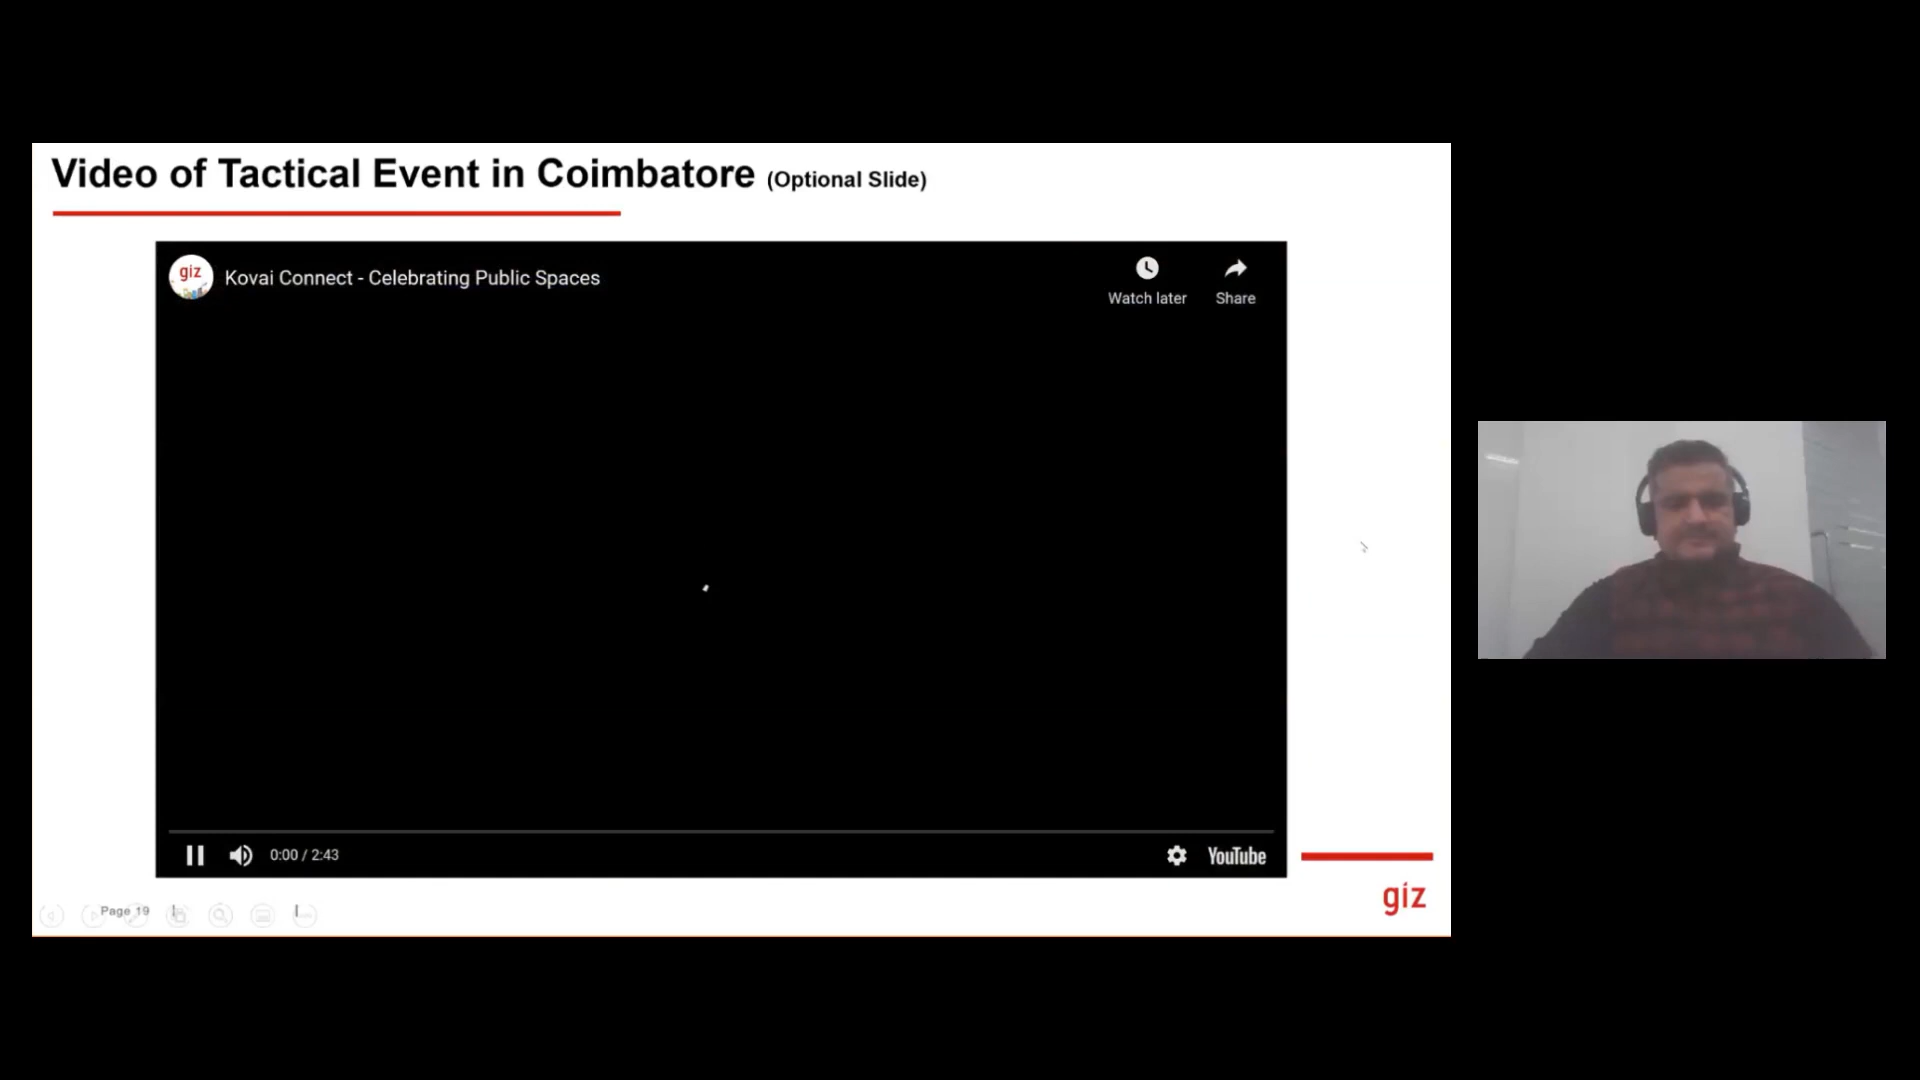 Video of Tactical Event in Coimbatore (Optional Slide)
giz
Kovai Connect - Celebrating Public Spaces
Watch later
Share
0:00 / 2:43
YouTube
Page 19
giz